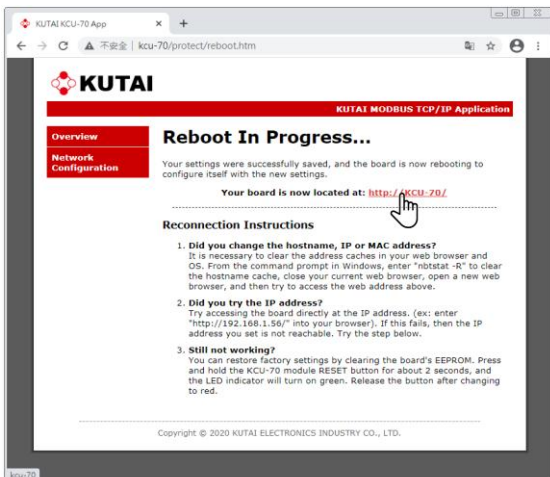 KUTAI KCU-70 App
不安全 | kcu-70/protect/reboot.htm
KUTAI
KUTAI MODBUS TCP/IP Application
Overview
Network
Configuration
Reboot In Progress...
Your settings were successfully saved, and the board is now rebooting to
configure itself with the new settings.
Your board is now located at: http://KCU-70/
Reconnection Instructions
1. Did you change the hostname, IP or MAC address?
It is necessary to clear the address caches in your web browser and
OS. From the command prompt in Windows, enter "nbtstat -R" to clear
the hostname cache, close your current web browser, open a new web
browser, and then try to access the web address above.
2. Did you try the IP address?
Try accessing the board directly at the IP address. (ex: enter
"http://192.168.1.56/" into your browser). If this fails, then the IP
address you set is not reachable. Try the step below.
3. Still not working?
You can restore factory settings by clearing the board's EEPROM. Press
and hold the KCU-70 module RESET button for about 2 seconds, and
the LED indicator will turn on green. Release the button after changing
to red.
Copyright © 2020 KUTAI ELECTRONICS INDUSTRY CO., LTD.
kcu-70